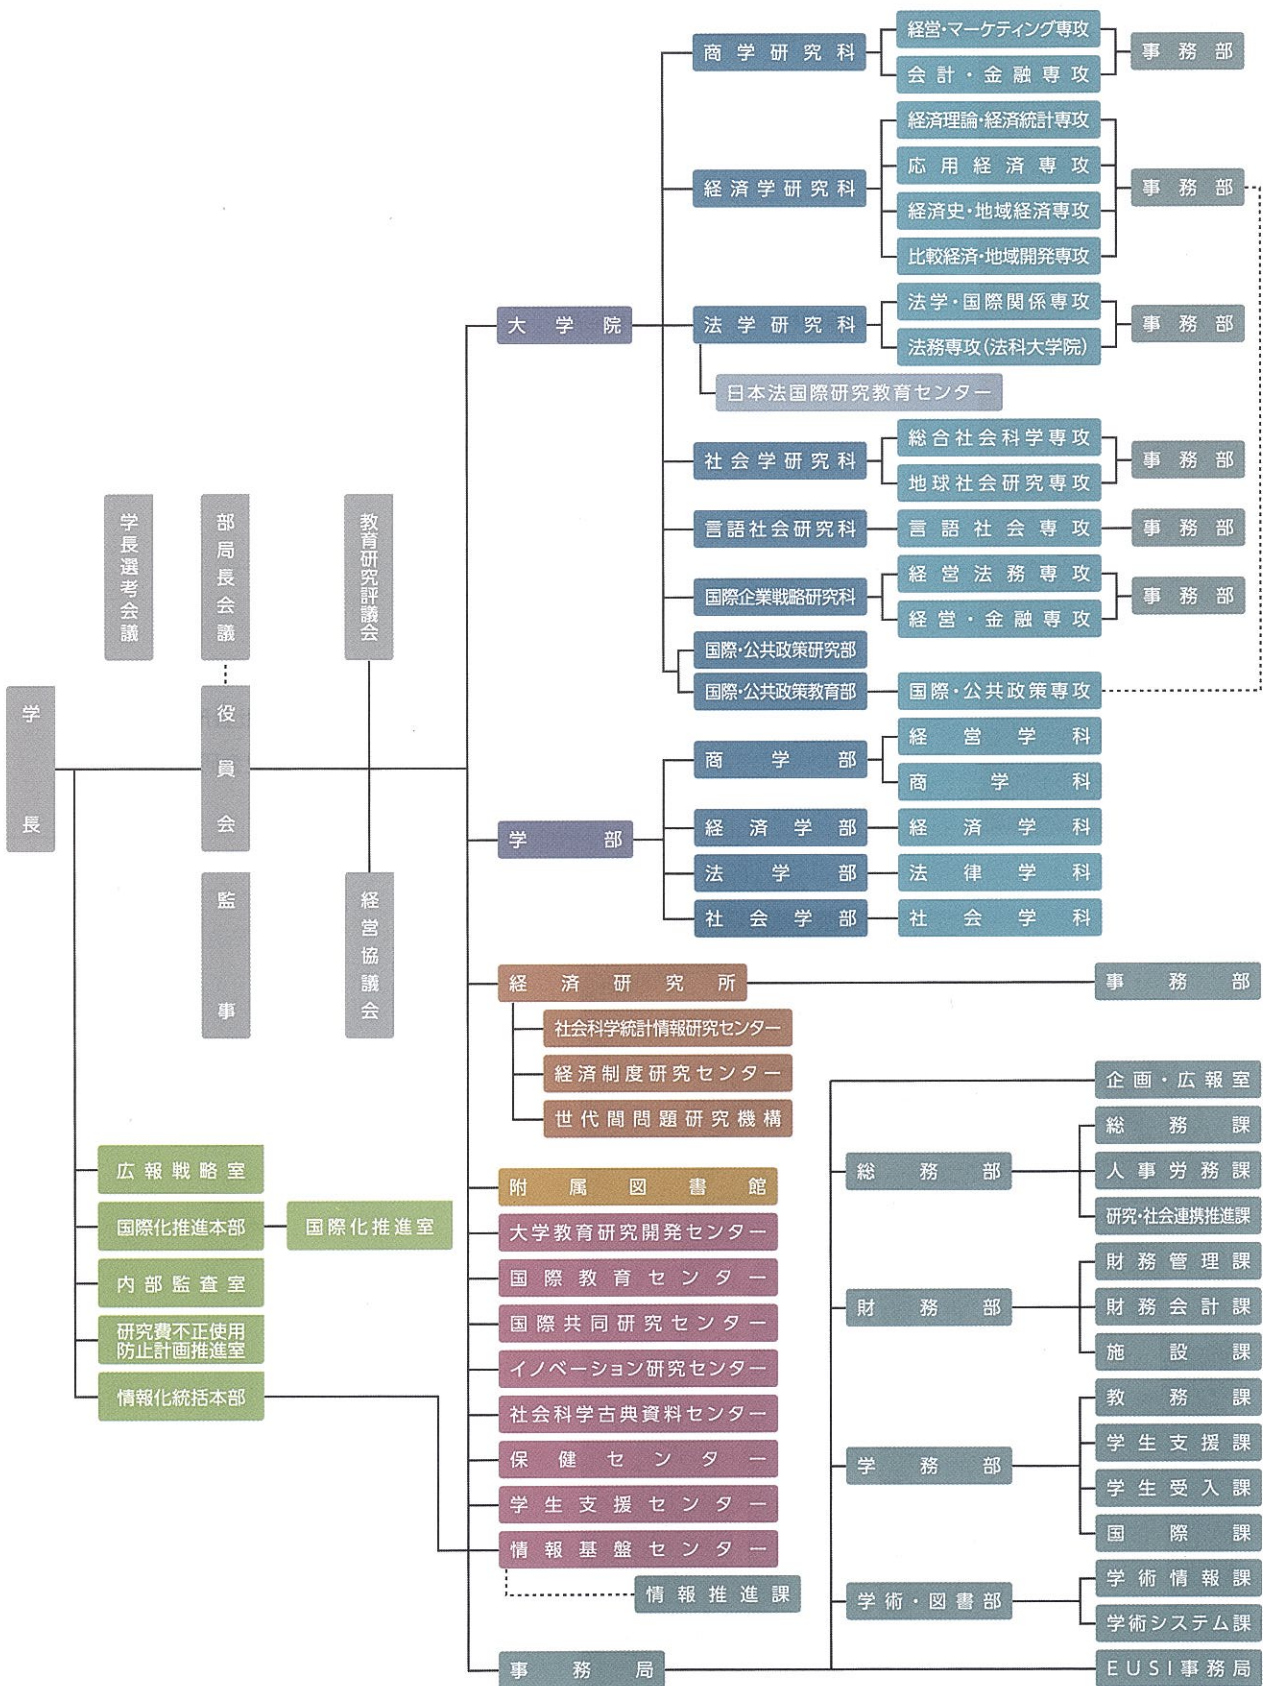 学長
学長選考会議
部局長会議
役員会
監事
教育研究評議会
経営協議会
広報戦略室
国際化推進本部
国際化推進室
内部監査室
研究費不正使用
防止計画推進室
情報化統括本部
大学院
商学研究科
経営・マーケティング専攻
会計・金融専攻
事務部
経済学研究科
経済理論・経済統計専攻
応用経済専攻
経済史・地域経済専攻
比較経済・地域開発専攻
事務部
法学研究科
法学・国際関係専攻
法務専攻(法科大学院)
事務部
日本法国際研究教育センター
社会学研究科
総合社会科学専攻
地球社会研究専攻
事務部
言語社会研究科
言語社会専攻
事務部
国際企業戦略研究科
経営法務専攻
経営・金融専攻
事務部
国際・公共政策研究部
国際・公共政策教育部
国際・公共政策専攻
学部
商学部
経営学科
商学科
経済学部
経済学科
法学部
法律学科
社会学部
社会学科
経済研究所
事務部
社会科学統計情報研究センター
経済制度研究センター
世代間問題研究機構
附属図書館
大学教育研究開発センター
国際教育センター
国際共同研究センター
イノベーション研究センター
社会科学古典資料センター
保健センター
学生支援センター
情報基盤センター
情報推進課
事務局
企画・広報室
総務部
総務課
人事労務課
研究・社会連携推進課
財務部
財務管理課
財務会計課
施設課
学務部
教務課
学生支援課
学生受入課
国際課
学術・図書部
学術情報課
学術システム課
EUSI事務局